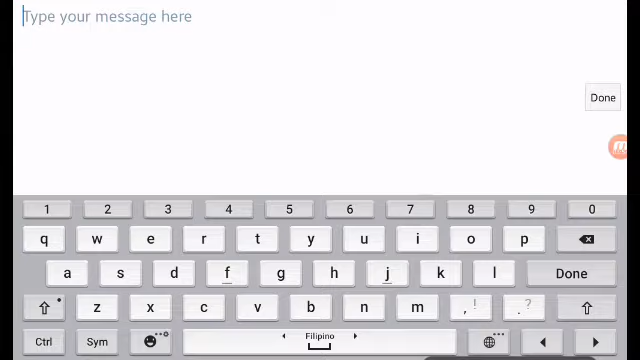 Type your message here
Done
1 2 3 4 5 6 7 8 9 0
q w e r t y u i o p
a s d f g h j k l Done
z x c v b n m , ! . ?
Ctrl Sym Filipino